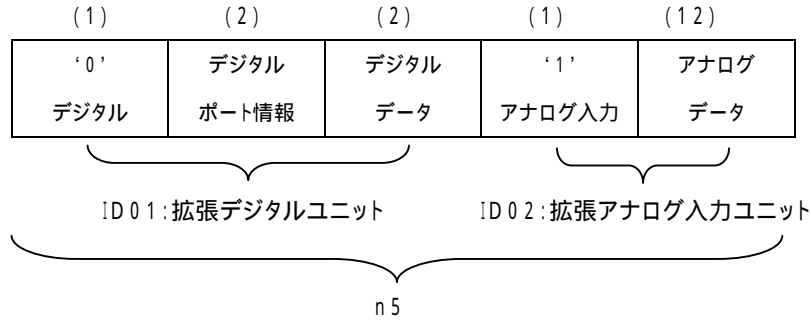 (1) (2) (2) (1) (12)
‘0’ デジタル デジタル ‘1’ アナログ
デジタル ポート情報 データ アナログ入力 データ
ID01:拡張デジタルユニット ID02:拡張アナログ入力ユニット
n5